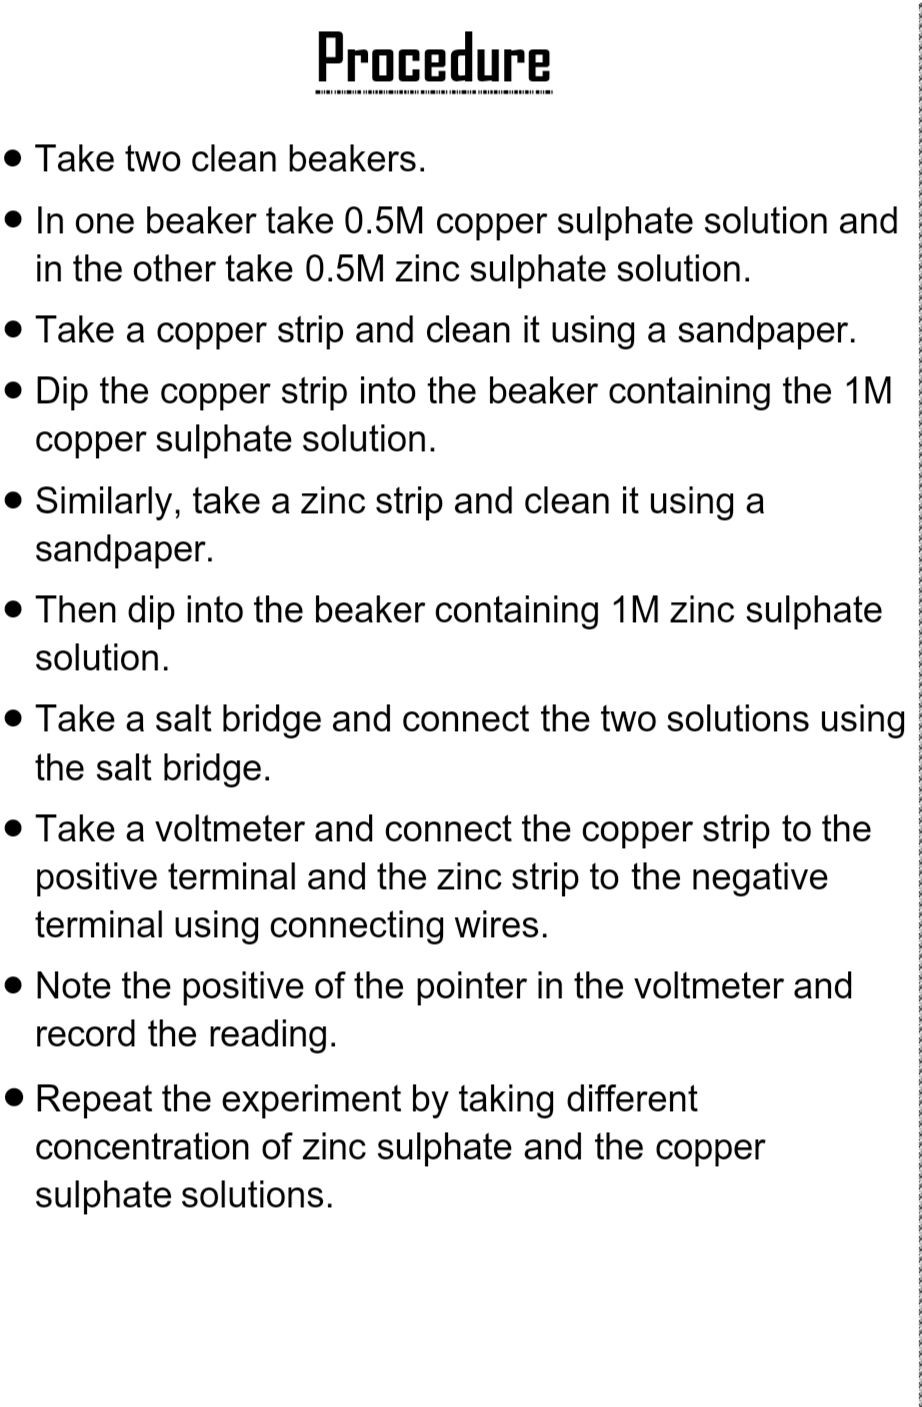 Procedure
● Take two clean beakers.
● In one beaker take 0.5M copper sulphate solution and
in the other take 0.5M zinc sulphate solution.
● Take a copper strip and clean it using a sandpaper.
● Dip the copper strip into the beaker containing the 1M
copper sulphate solution.
● Similarly, take a zinc strip and clean it using a
sandpaper.
● Then dip into the beaker containing 1M zinc sulphate
solution.
● Take a salt bridge and connect the two solutions using
the salt bridge.
● Take a voltmeter and connect the copper strip to the
positive terminal and the zinc strip to the negative
terminal using connecting wires.
● Note the positive of the pointer in the voltmeter and
record the reading.
● Repeat the experiment by taking different
concentration of zinc sulphate and the copper
sulphate solutions.